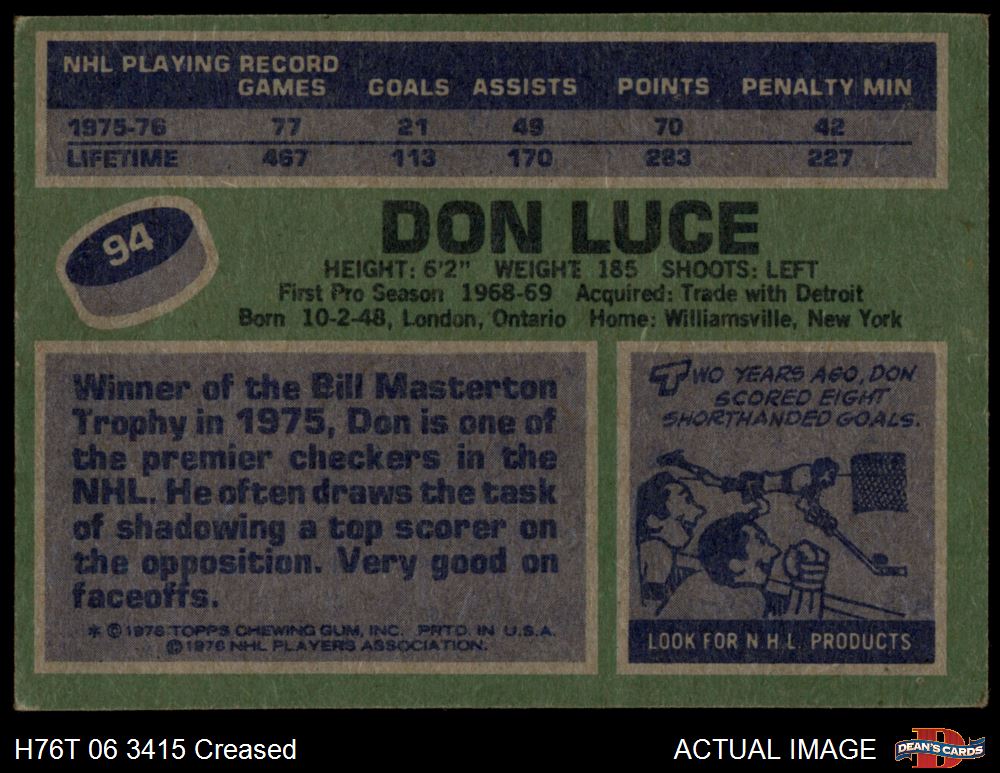 NHL PLAYING RECORD
GAMES GOALS ASSISTS POINTS PENALTY MIN
1975-76 77 21 49 70 42
LIFETIME 467 113 170 283 227
94
DON LUCE
HEIGHT: 6'2" WEIGHT 185 SHOOTS: LEFT
First Pro Season 1968-69 Acquired: Trade with Detroit
Born 10-2-48, London, Ontario Home: Williamsville, New York
Winner of the Bill Masterton
Trophy in 1975, Don is one of
the premier checkers in the
NHL. He often draws the task
of shadowing a top scorer on
the opposition. Very good on
faceoffs.
* © 1976 TOPPS CHEWING GUM, INC. PRTD. IN U.S.A.
© 1976 NHL PLAYERS ASSOCIATION.
TWO YEARS AGO, DON
SCORED EIGHT
SHORTHANDED GOALS.
LOOK FOR N H L PRODUCTS
H76T 06 3415 Creased
ACTUAL IMAGE
DEAN'S CARDS